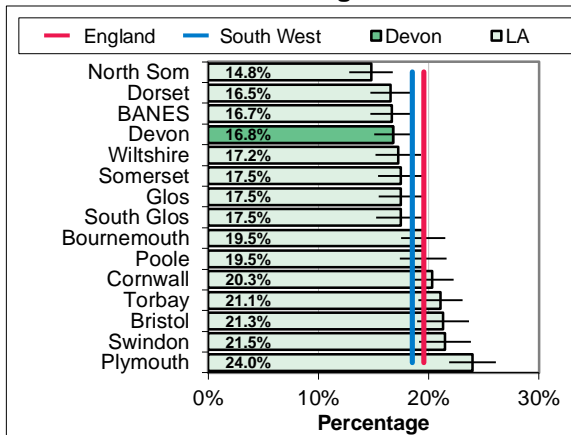 England South West Devon LA
North Som 14.8%
Dorset 16.5%
BANES 16.7%
Devon 16.8%
Wiltshire 17.2%
Somerset 17.5%
Glos 17.5%
South Glos 17.5%
Bournemouth 19.5%
Poole 19.5%
Cornwall 20.3%
Torbay 21.1%
Bristol 21.3%
Swindon 21.5%
Plymouth 24.0%
0% 10% 20% 30%
Percentage